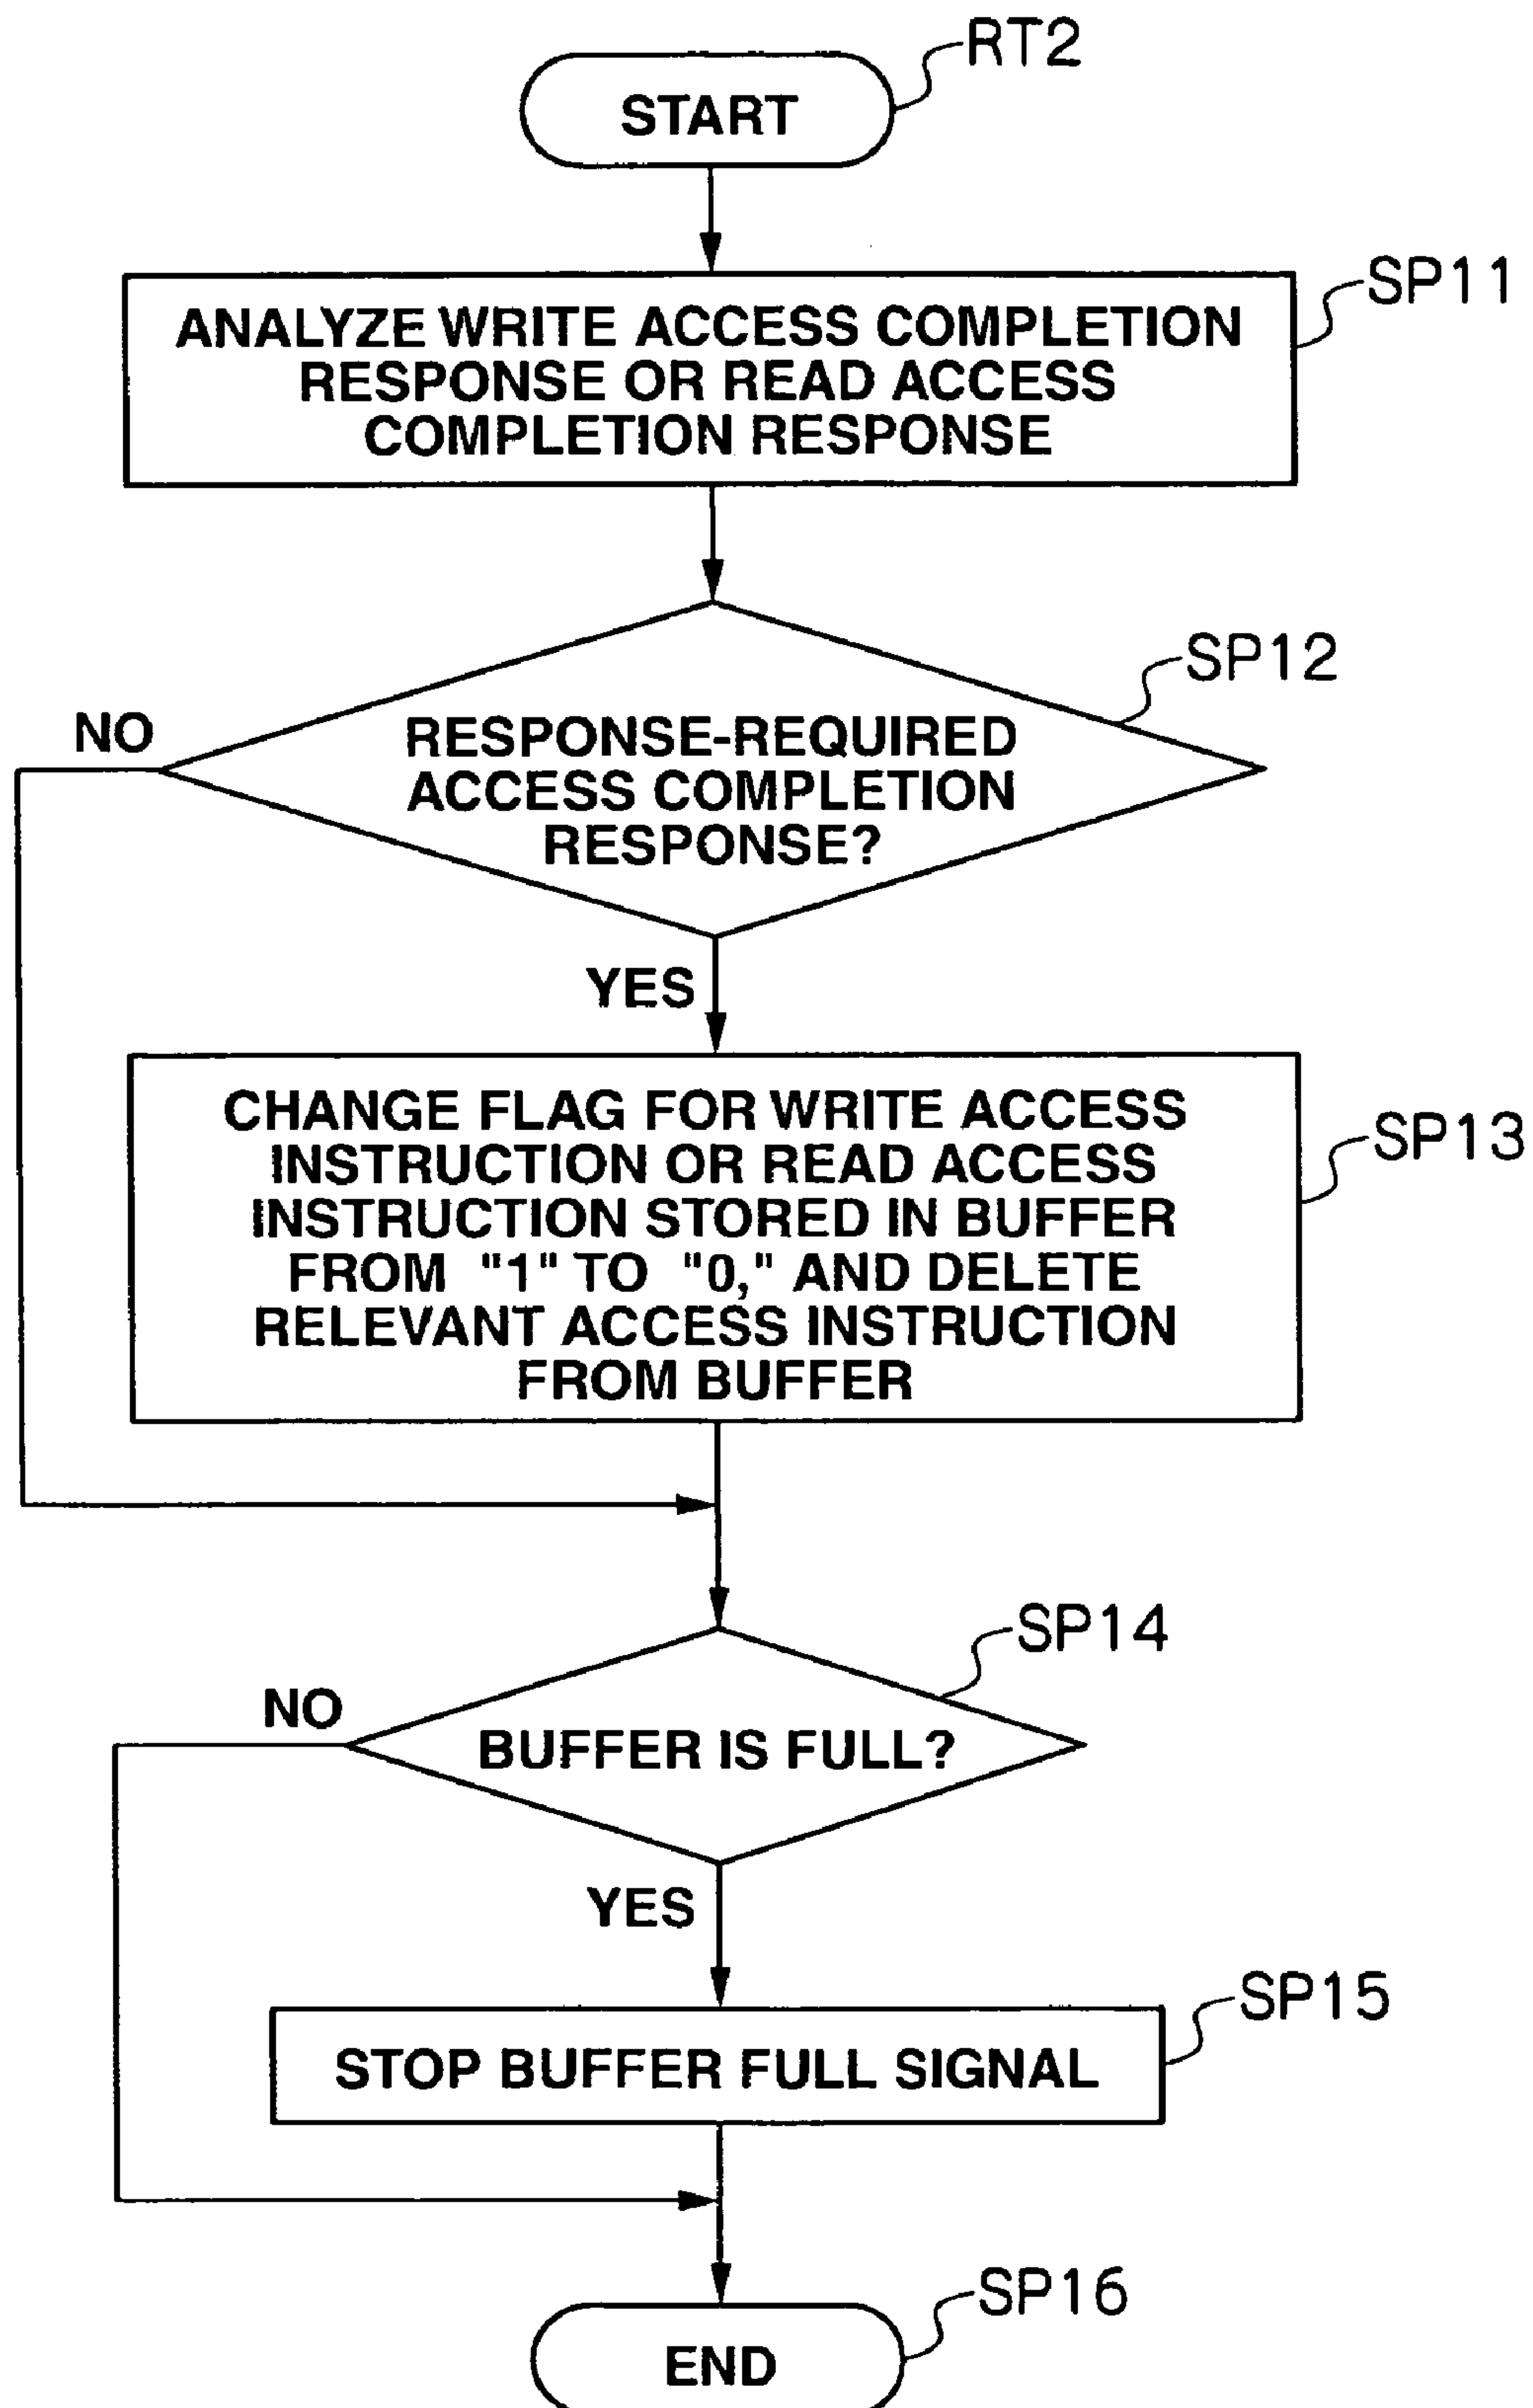 RT2
START
SP11
ANALYZE WRITE ACCESS COMPLETION
RESPONSE OR READ ACCESS
COMPLETION RESPONSE
SP12
NO
RESPONSE-REQUIRED
ACCESS COMPLETION
RESPONSE?
YES
CHANGE FLAG FOR WRITE ACCESS
INSTRUCTION OR READ ACCESS
INSTRUCTION STORED IN BUFFER
FROM "1" TO "0," AND DELETE
RELEVANT ACCESS INSTRUCTION
FROM BUFFER
SP13
SP14
NO
BUFFER IS FULL?
YES
SP15
STOP BUFFER FULL SIGNAL
SP16
END